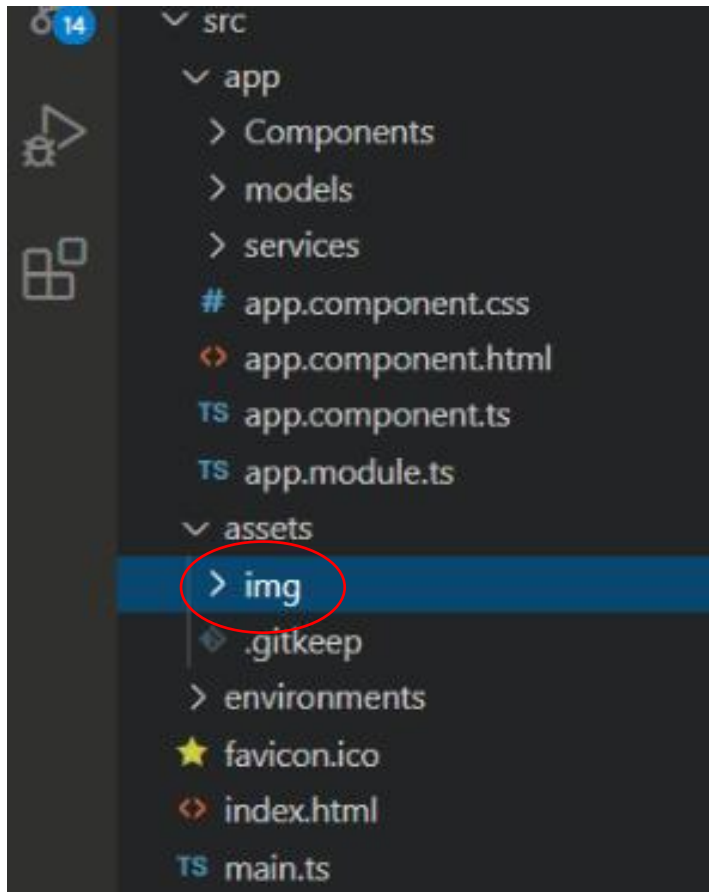 14
src
app
Components
models
services
# app.component.css
<> app.component.html
TS app.component.ts
TS app.module.ts
assets
img
.gitkeep
environments
favicon.ico
<> index.html
TS main.ts